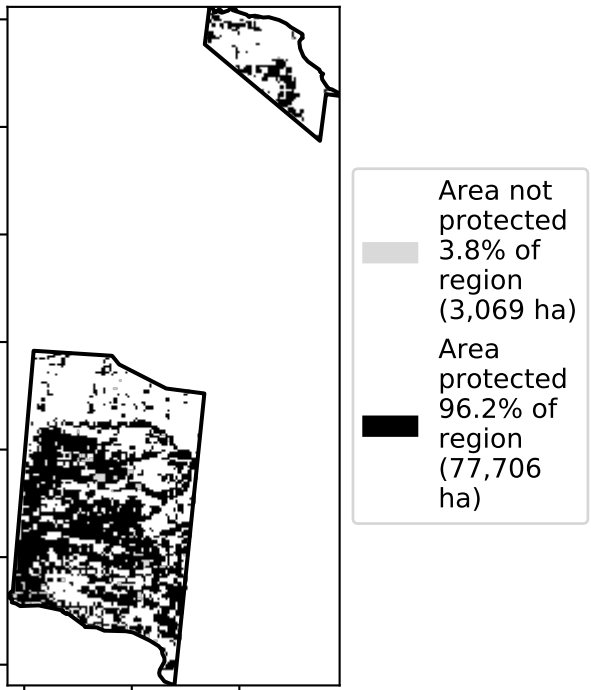 Area not
protected
3.8% of
region
(3,069 ha)
Area
protected
96.2% of
region
(77,706
ha)